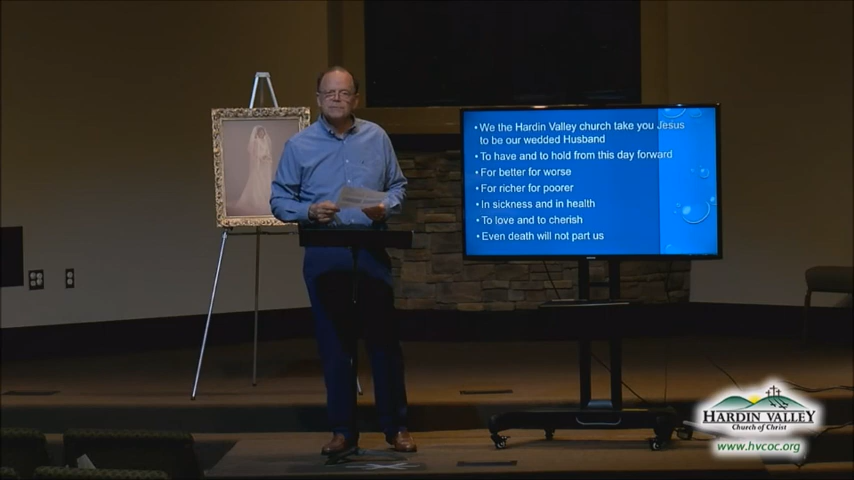 • We the Hardin Valley church take you Jesus
to be our wedded Husband
• To have and to hold from this day forward
• For better for worse
• For richer for poorer
• In sickness and in health
• To love and to cherish
• Even death will not part us
HARDIN VALLEY
Church of Christ
www.hvcoc.org